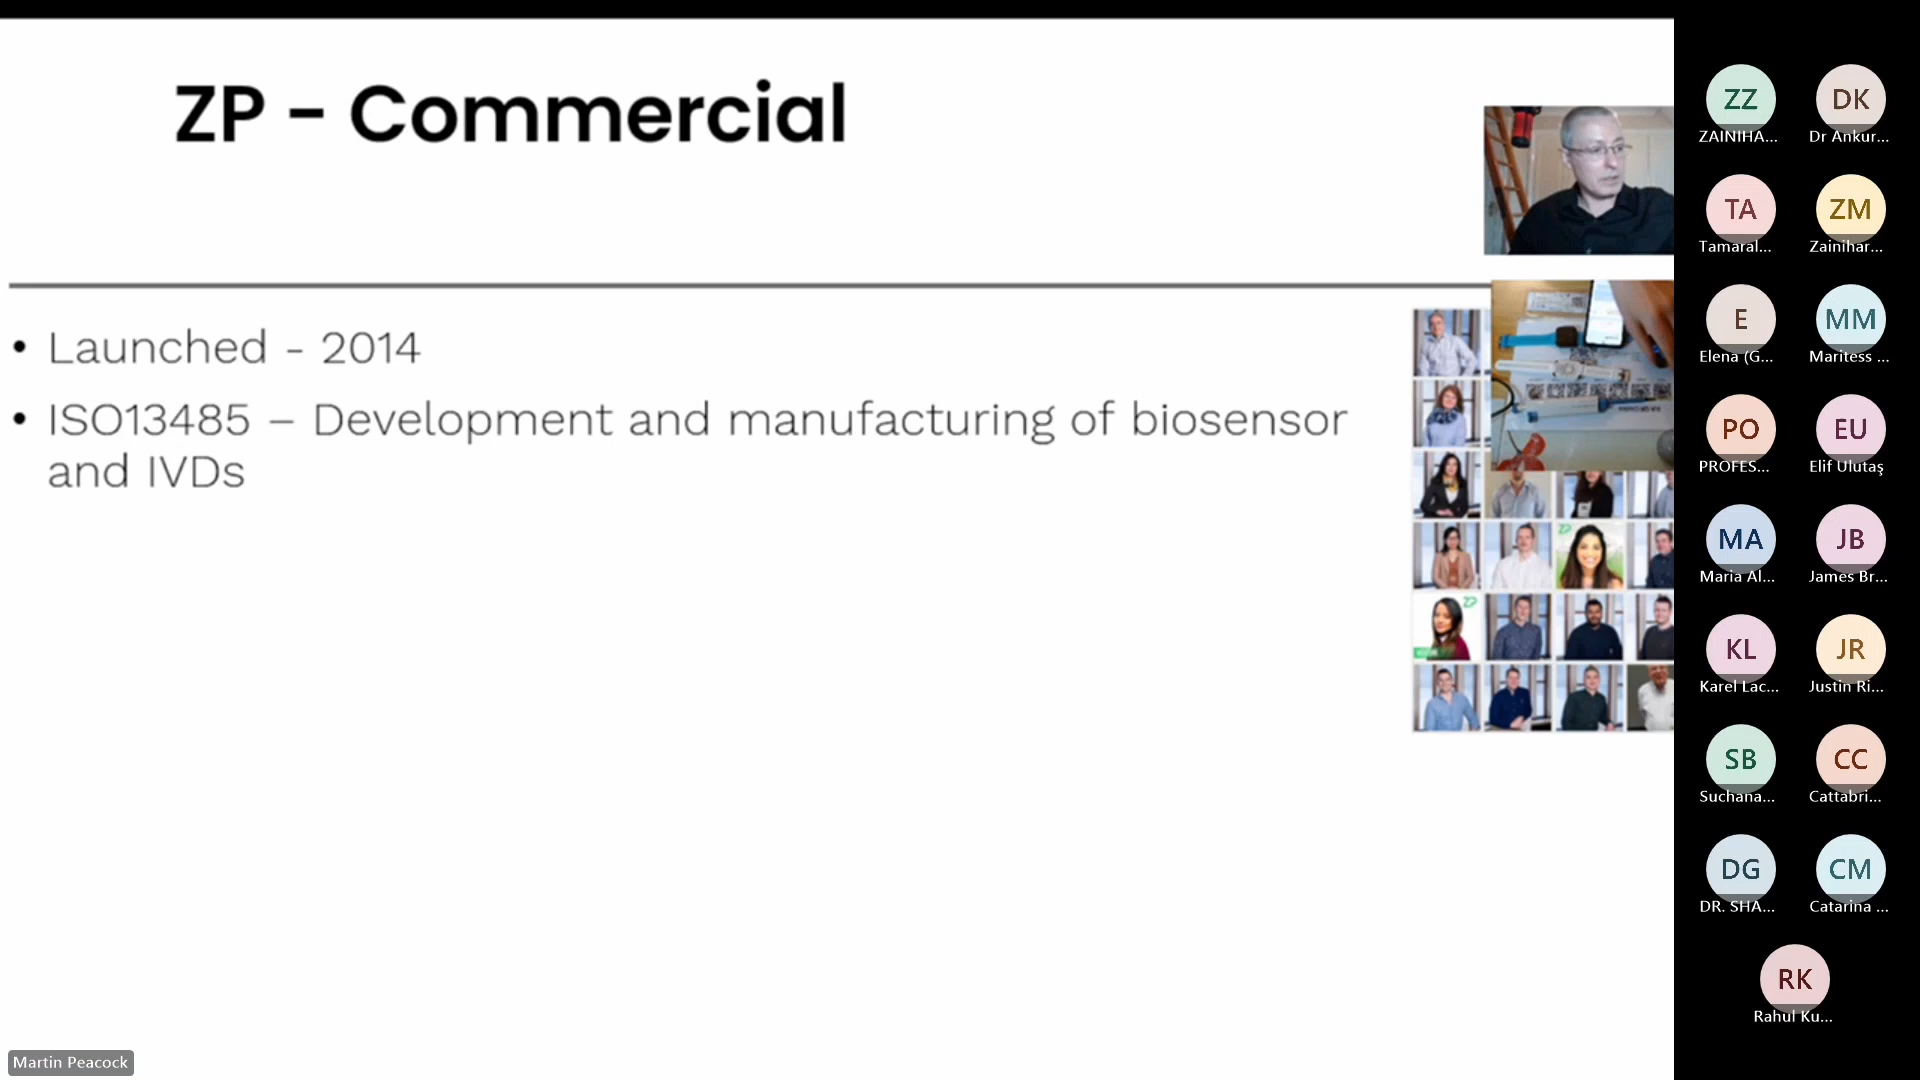 ZP - Commercial
• Launched - 2014
• ISO13485 – Development and manufacturing of biosensor
and IVDs
ZP
ZP
Martin Peacock
ZZ
ZAINIHA...
DK
Dr Ankur...
TA
Tamaral...
ZM
Zainihar...
E
Elena (G...
MM
Maritess ...
PO
PROFES...
EU
Elif Ulutaş
MA
Maria Al...
JB
James Br...
KL
Karel Lac...
JR
Justin Ri...
SB
Suchana...
CC
Cattabri...
DG
DR. SHA...
CM
Catarina ...
RK
Rahul Ku...